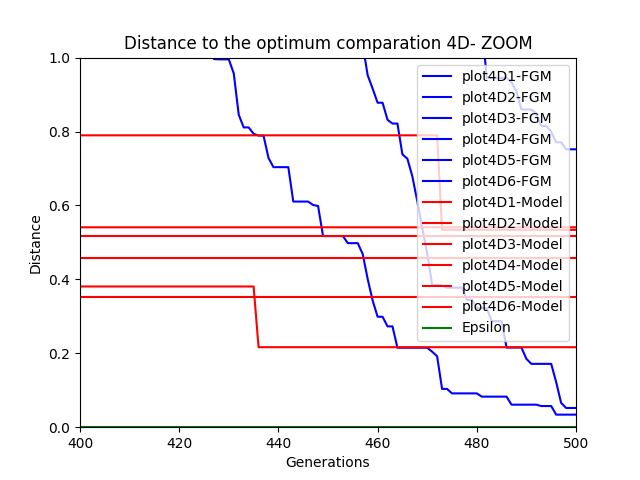 Distance to the optimum comparation 4D- ZOOM
1.0
0.8
0.6
0.4
0.2
0.0
Distance
400
420
440
460
480
500
Generations
plot4D1-FGM
plot4D2-FGM
plot4D3-FGM
plot4D4-FGM
plot4D5-FGM
plot4D6-FGM
plot4D1-Model
plot4D2-Model
plot4D3-Model
plot4D4-Model
plot4D5-Model
plot4D6-Model
Epsilon